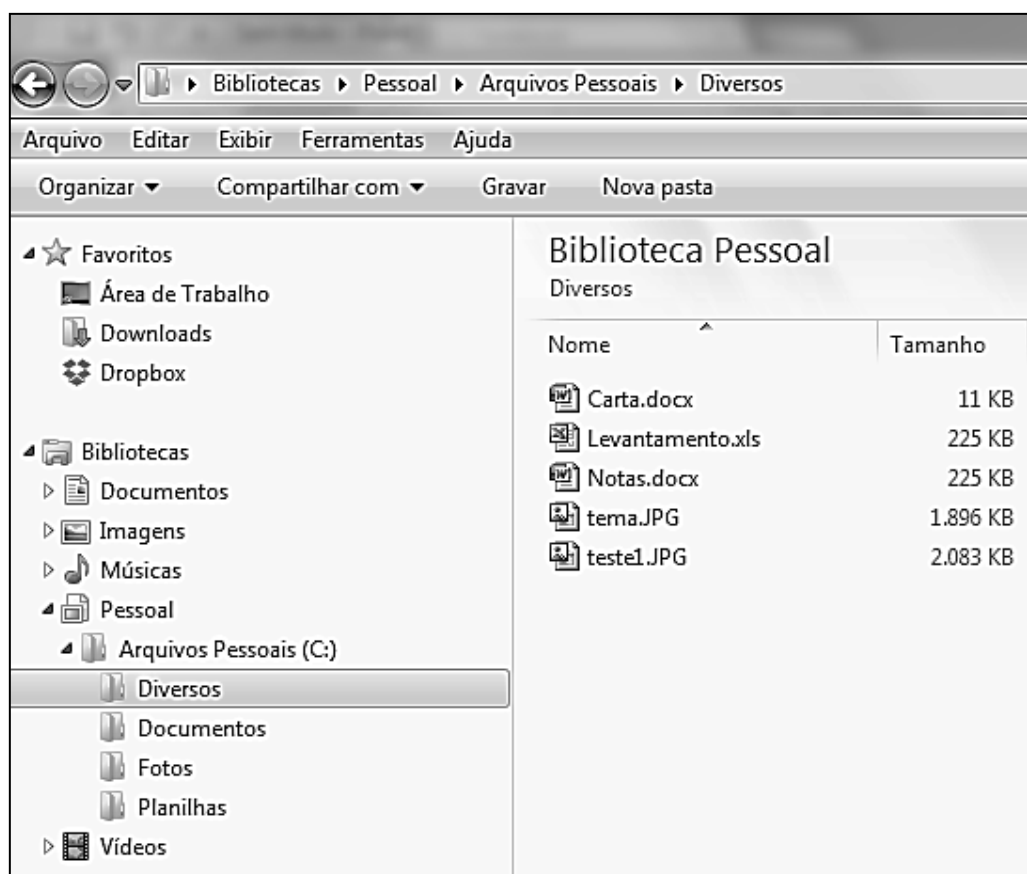 Bibliotecas Pessoal Arquivos Pessoais Diversos
Arquivo Editar Exibir Ferramentas Ajuda
Organizar Compartilhar com Gravar Nova pasta
Favoritos
Área de Trabalho
Downloads
Dropbox
Bibliotecas
Documentos
Imagens
Músicas
Pessoal
Arquivos Pessoais (C:)
Diversos
Documentos
Fotos
Planilhas
Vídeos
Biblioteca Pessoal
Diversos
Nome Tamanho
Carta.docx 11 KB
Levantamento.xls 225 KB
Notas.docx 225 KB
tema.JPG 1.896 KB
teste1.JPG 2.083 KB